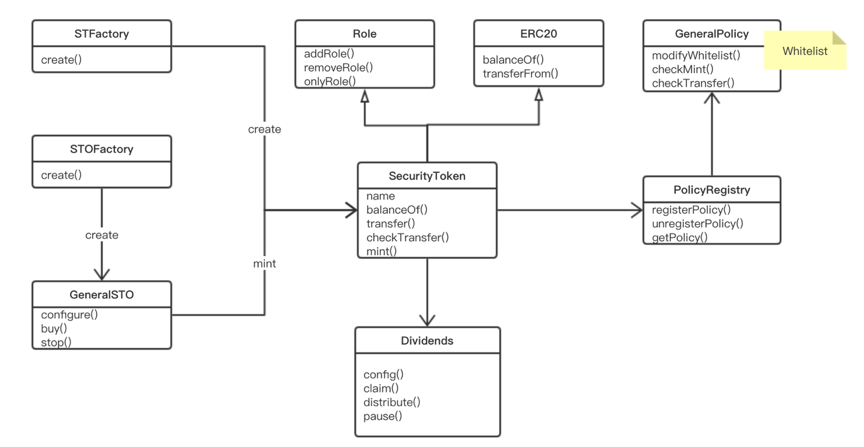 STFactory
create()
Role
addRole()
removeRole()
onlyRole()
ERC20
balanceOf()
transferFrom()
GeneralPolicy
modifyWhitelist()
checkMint()
checkTransfer()
Whitelist
create
STOFactory
create()
create
SecurityToken
name
balanceOf()
transfer()
checkTransfer()
mint()
PolicyRegistry
registerPolicy()
unregisterPolicy()
getPolicy()
mint
GeneralSTO
configure()
buy()
stop()
Dividends
config()
claim()
distribute()
pause()